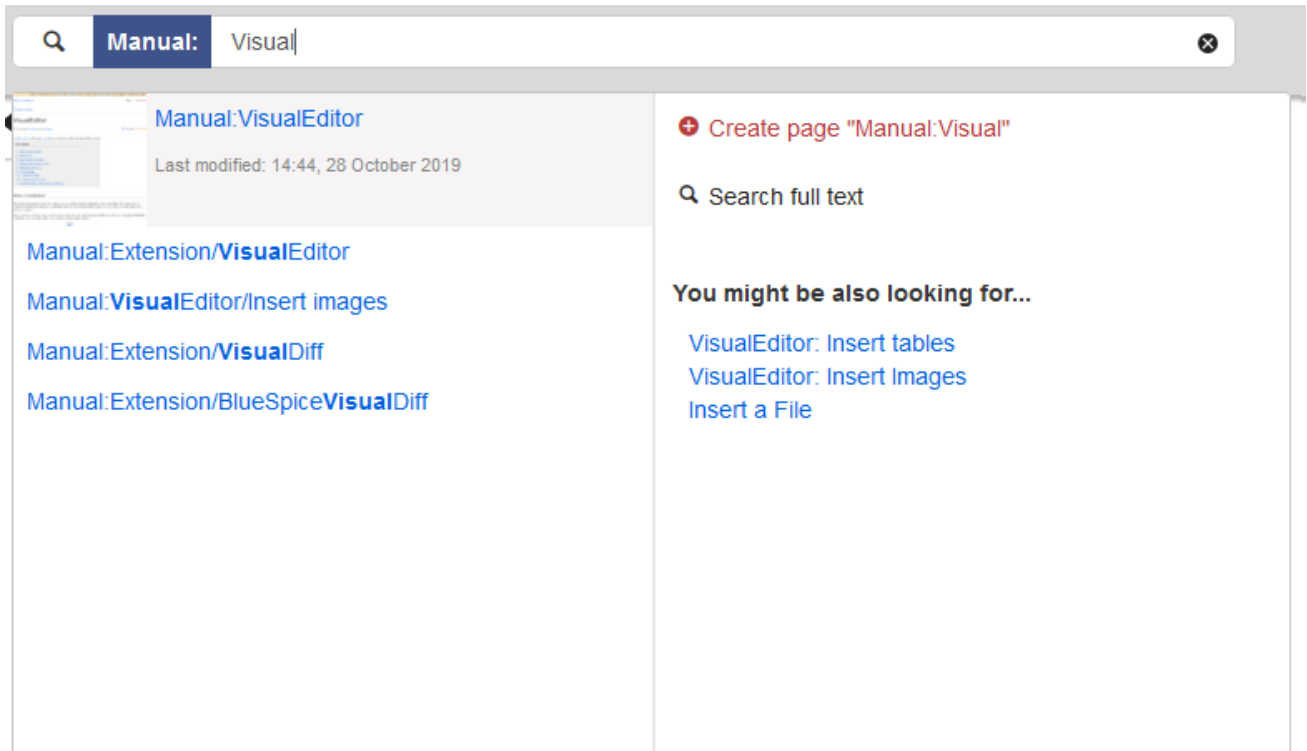 Manual: Visual
Manual:VisualEditor
Last modified: 14:44, 28 October 2019
Manual:Extension/VisualEditor
Manual:VisualEditor/Insert images
Manual:Extension/VisualDiff
Manual:Extension/BlueSpiceVisualDiff
Create page "Manual:Visual"
Search full text
You might be also looking for...
VisualEditor: Insert tables
VisualEditor: Insert Images
Insert a File